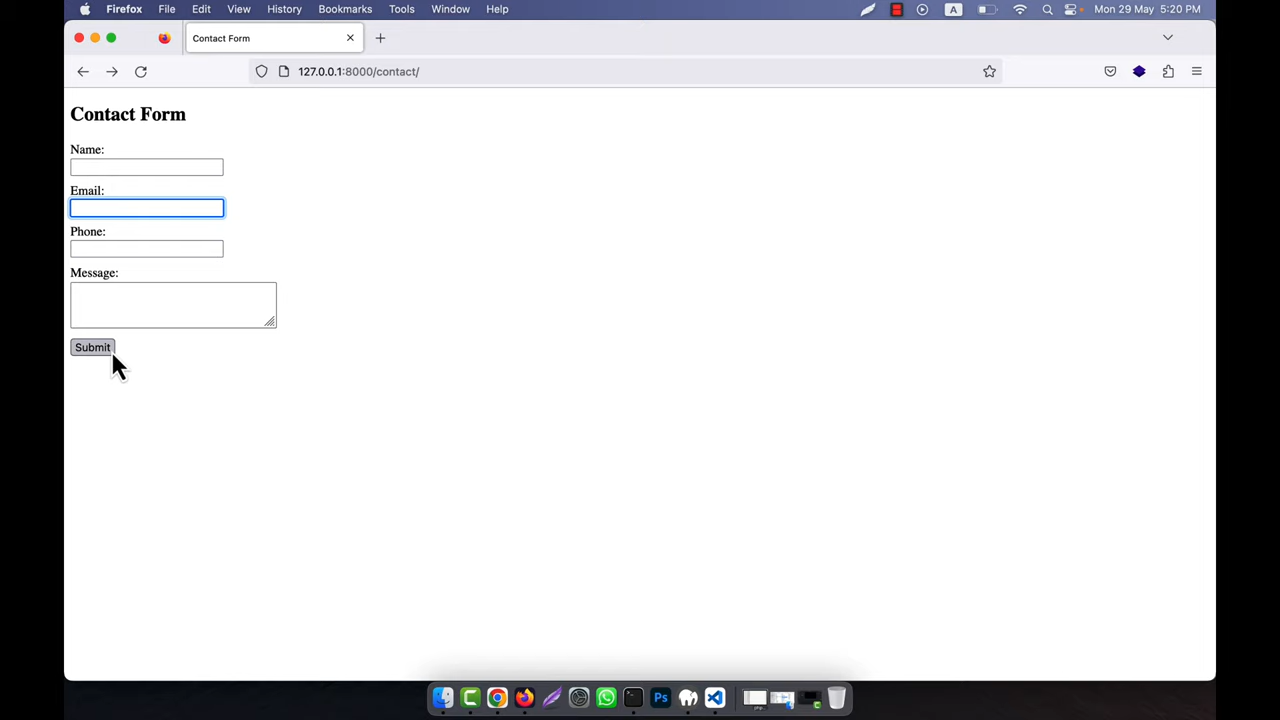 Firefox File Edit View History Bookmarks Tools Window Help A Mon 29 May 5:20 PM
Contact Form
127.0.0.1:8000/contact/
Contact Form
Name:
Email:
Phone:
Message:
Submit
Ps